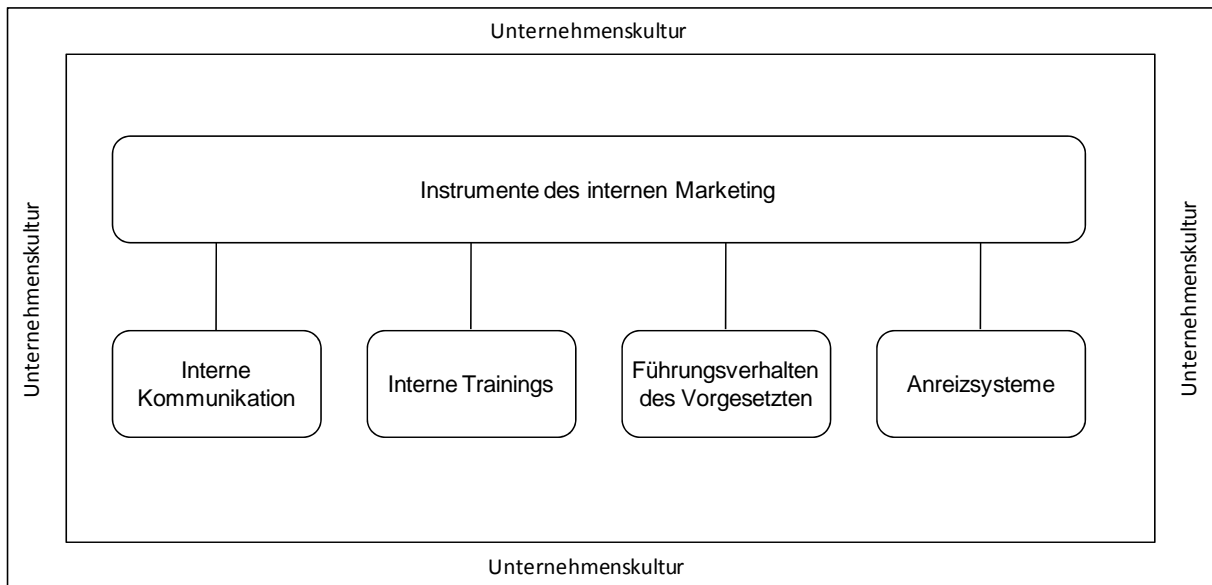 Unternehmenskultur
Unternehmenskultur
Instrumente des internen Marketing
Interne
Kommunikation
Interne Trainings
Führungsverhalten
des Vorgesetzten
Anreizsysteme
Unternehmenskultur
Unternehmenskultur